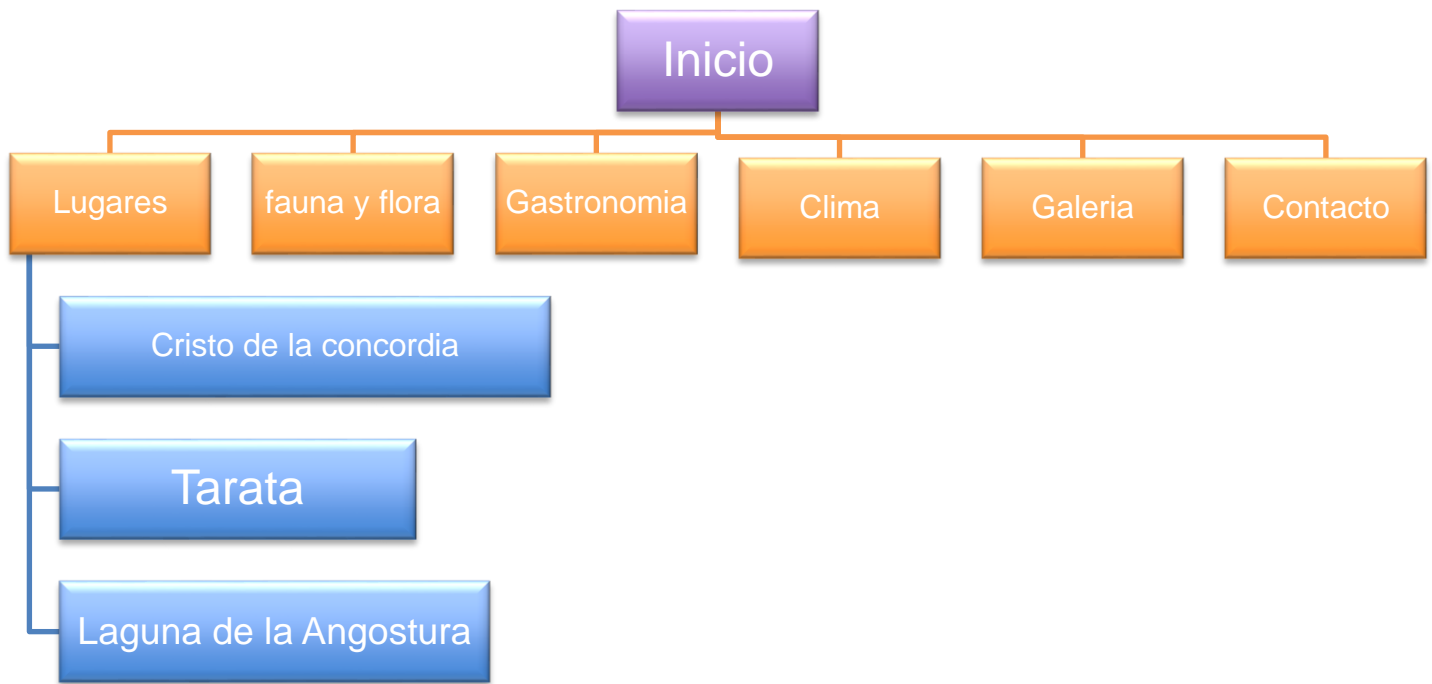 Inicio
Lugares
fauna y flora
Gastronomia
Clima
Galeria
Contacto
Cristo de la concordia
Tarata
Laguna de la Angostura